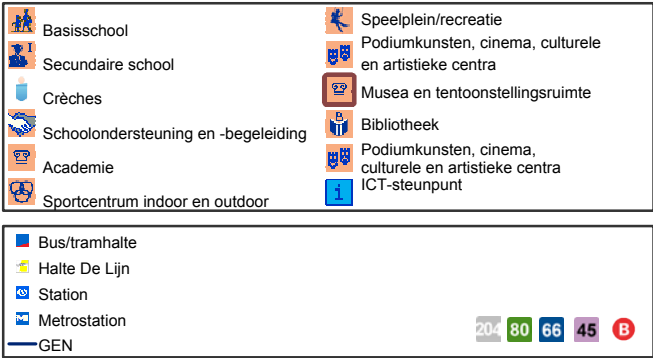 Basisschool
Secundaire school
Crèches
Schoolondersteuning en -begeleiding
Academie
Sportcentrum indoor en outdoor
Speelplein/recreatie
Podiumkunsten, cinema, culturele
en artistieke centra
Musea en tentoonstellingsruimte
Bibliotheek
Podiumkunsten, cinema,
culturele en artistieke centra
ICT-steunpunt
Bus/tramhalte
Halte De Lijn
Station
Metrostation
GEN
204 80 66 45 B